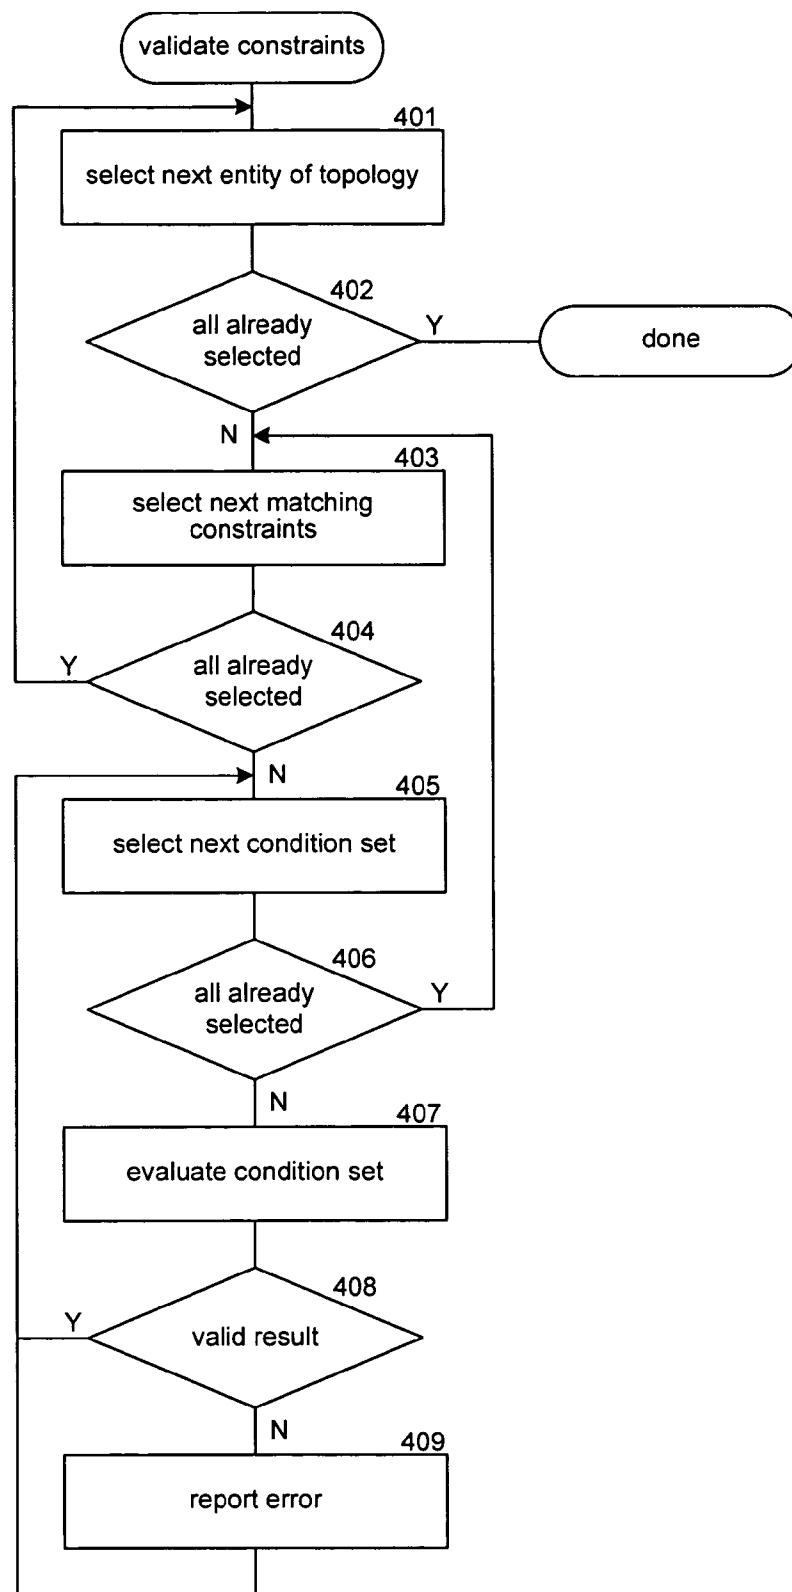 validate constraints
401
select next entity of topology
402
all already
selected
Y
done
N
403
select next matching
constraints
404
all already
selected
Y
N
405
select next condition set
406
all already
selected
Y
N
407
evaluate condition set
408
valid result
Y
N
409
report error